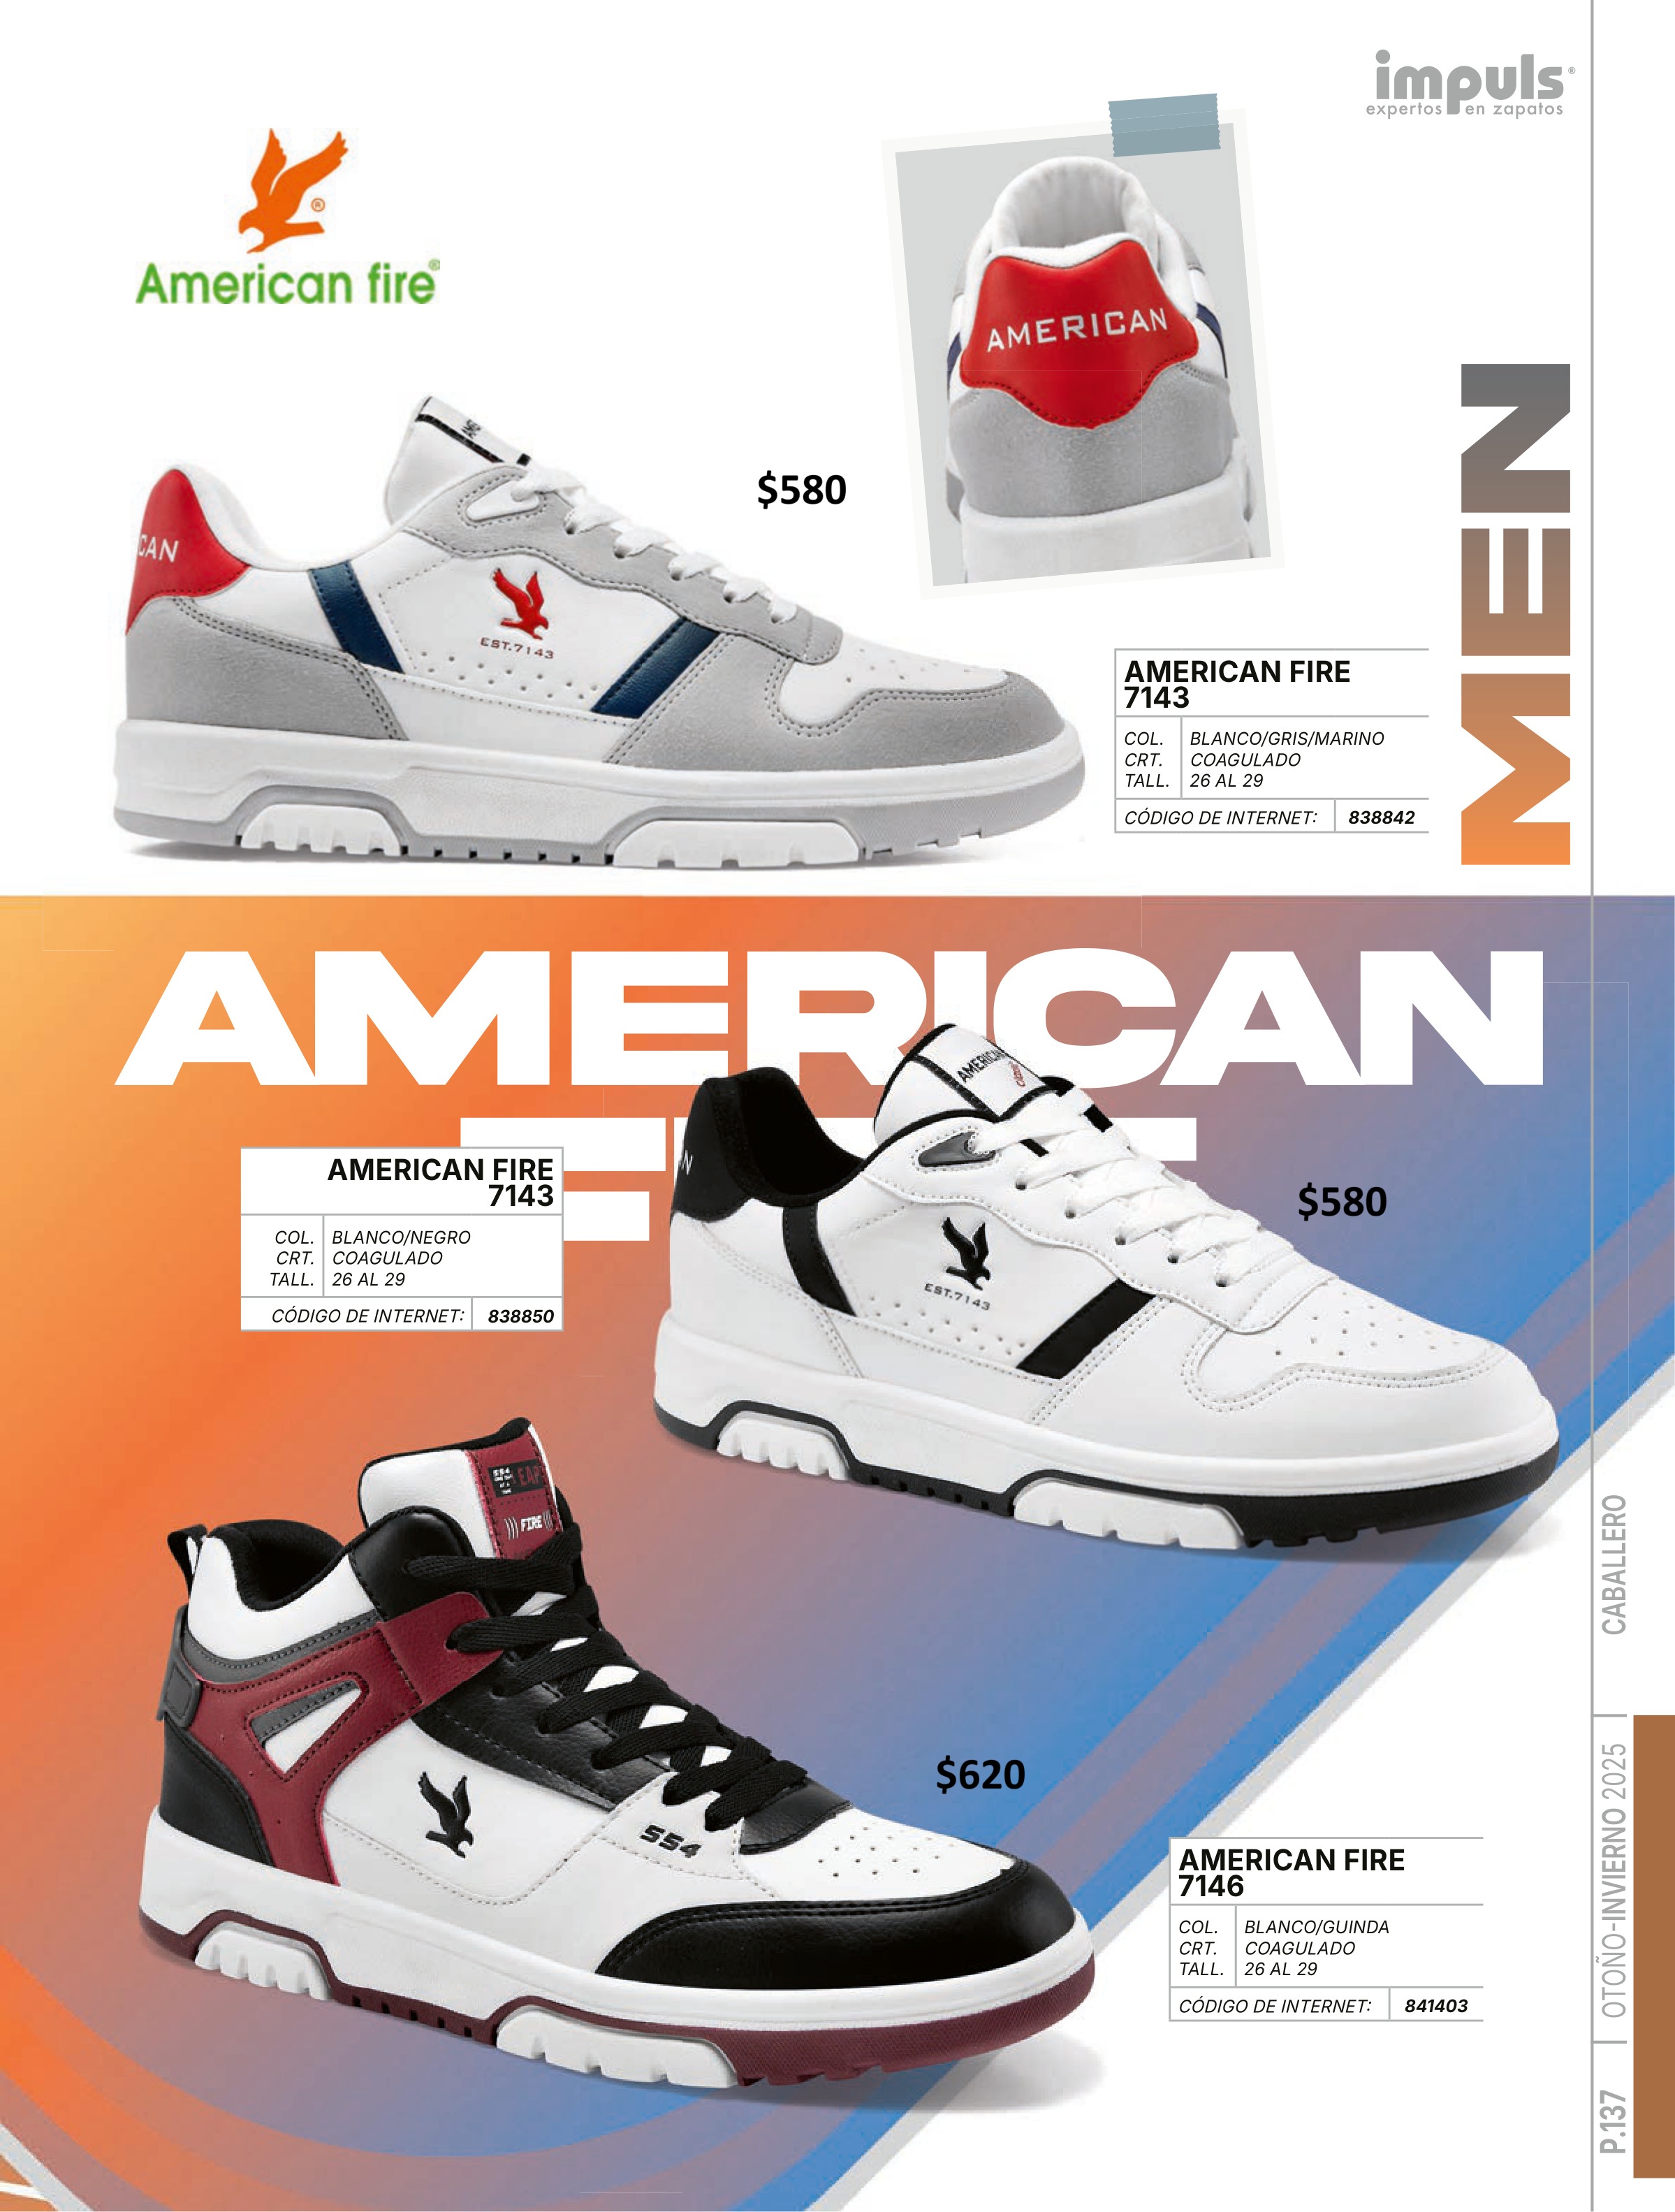 impuls®
expertos en zapatos
American fire®
AMERICAN
CAN
EST.7143
$580
MEN
AMERICAN FIRE
7143
COL. BLANCO/GRIS/MARINO
CRT. COAGULADO
TALL. 26 AL 29
CÓDIGO DE INTERNET: 838842
AMERICAN
AMERICAN
AMERICAN FIRE
7143
COL. BLANCO/NEGRO
CRT. COAGULADO
TALL. 26 AL 29
CÓDIGO DE INTERNET: 838850
EST.7143
$580
FIRE
554
$620
AMERICAN FIRE
7146
COL. BLANCO/GUINDA
CRT. COAGULADO
TALL. 26 AL 29
CÓDIGO DE INTERNET: 841403
CABALLERO
OTOÑO-INVIERNO 2025
P.137